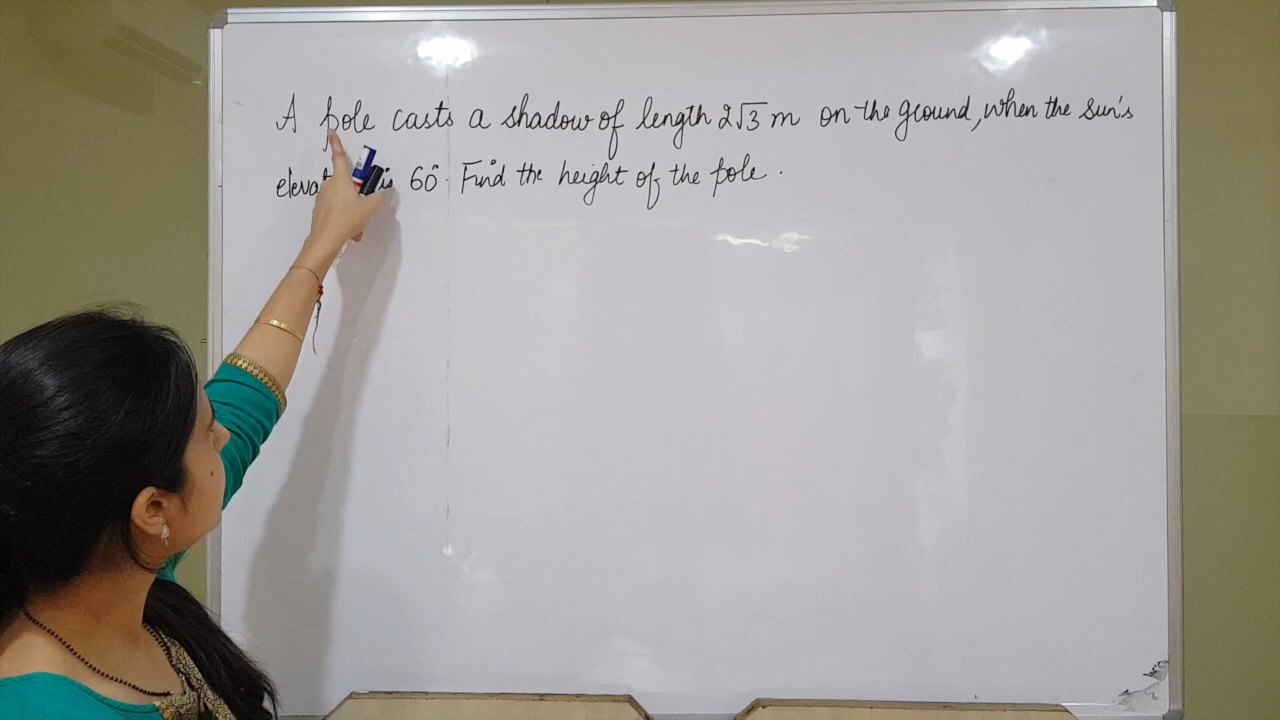 A pole casts a shadow of length 2√3 m on the ground, when the sun's
is 60°. Find the height of the pole.